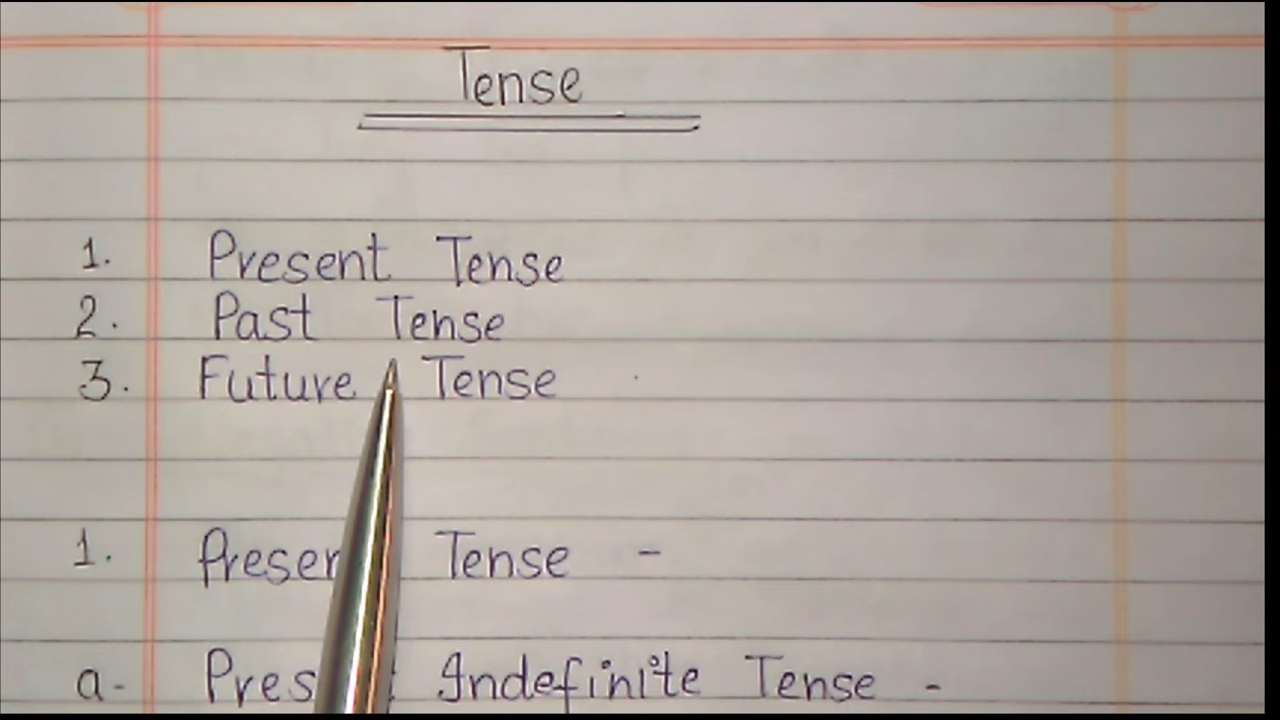 Tense
1. Present Tense
2. Past Tense
3. Future Tense
1. Tense -
a- Indefinite Tense -